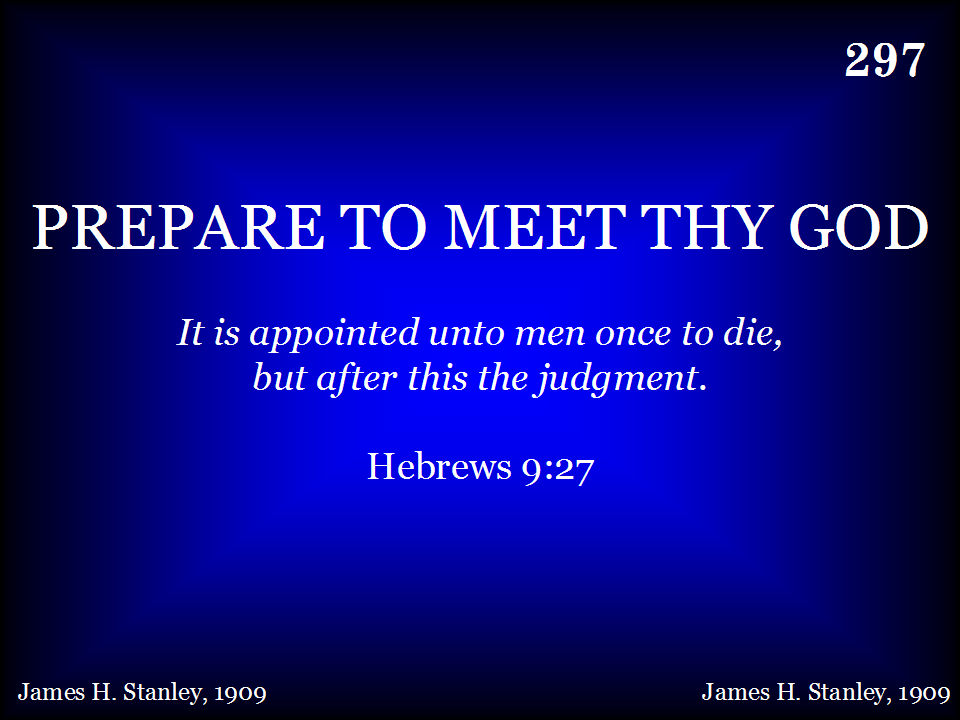 297
PREPARE TO MEET THY GOD
It is appointed unto men once to die,
but after this the judgment.
Hebrews 9:27
James H. Stanley, 1909
James H. Stanley, 1909